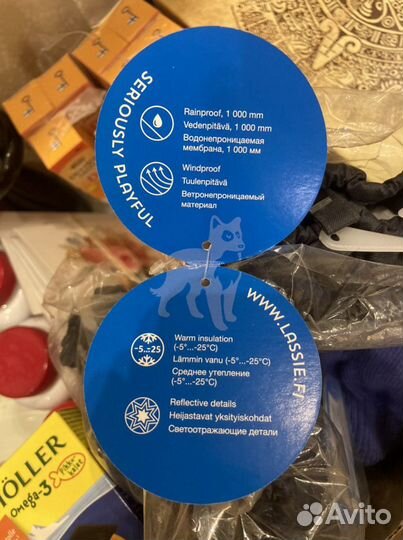 SERIOUSLY PLAYFUL
Rainproof, 1 000 mm
Vedenpitävä, 1 000 mm
Водонепроницаемая
мембрана, 1 000 мм
Windproof
Tuulenpitävä
Ветронепроницаемый
материал
WWW.LASSIE.FI
-5...-25
Warm insulation
(-5°...-25°C)
Lämmin vanu (-5°...-25°C)
Среднее утепление
(-5°...-25°C)
Reflective details
Heijastavat yksityiskohdat
Светоотражающие детали
MÖLLER
Omega-3
Avito